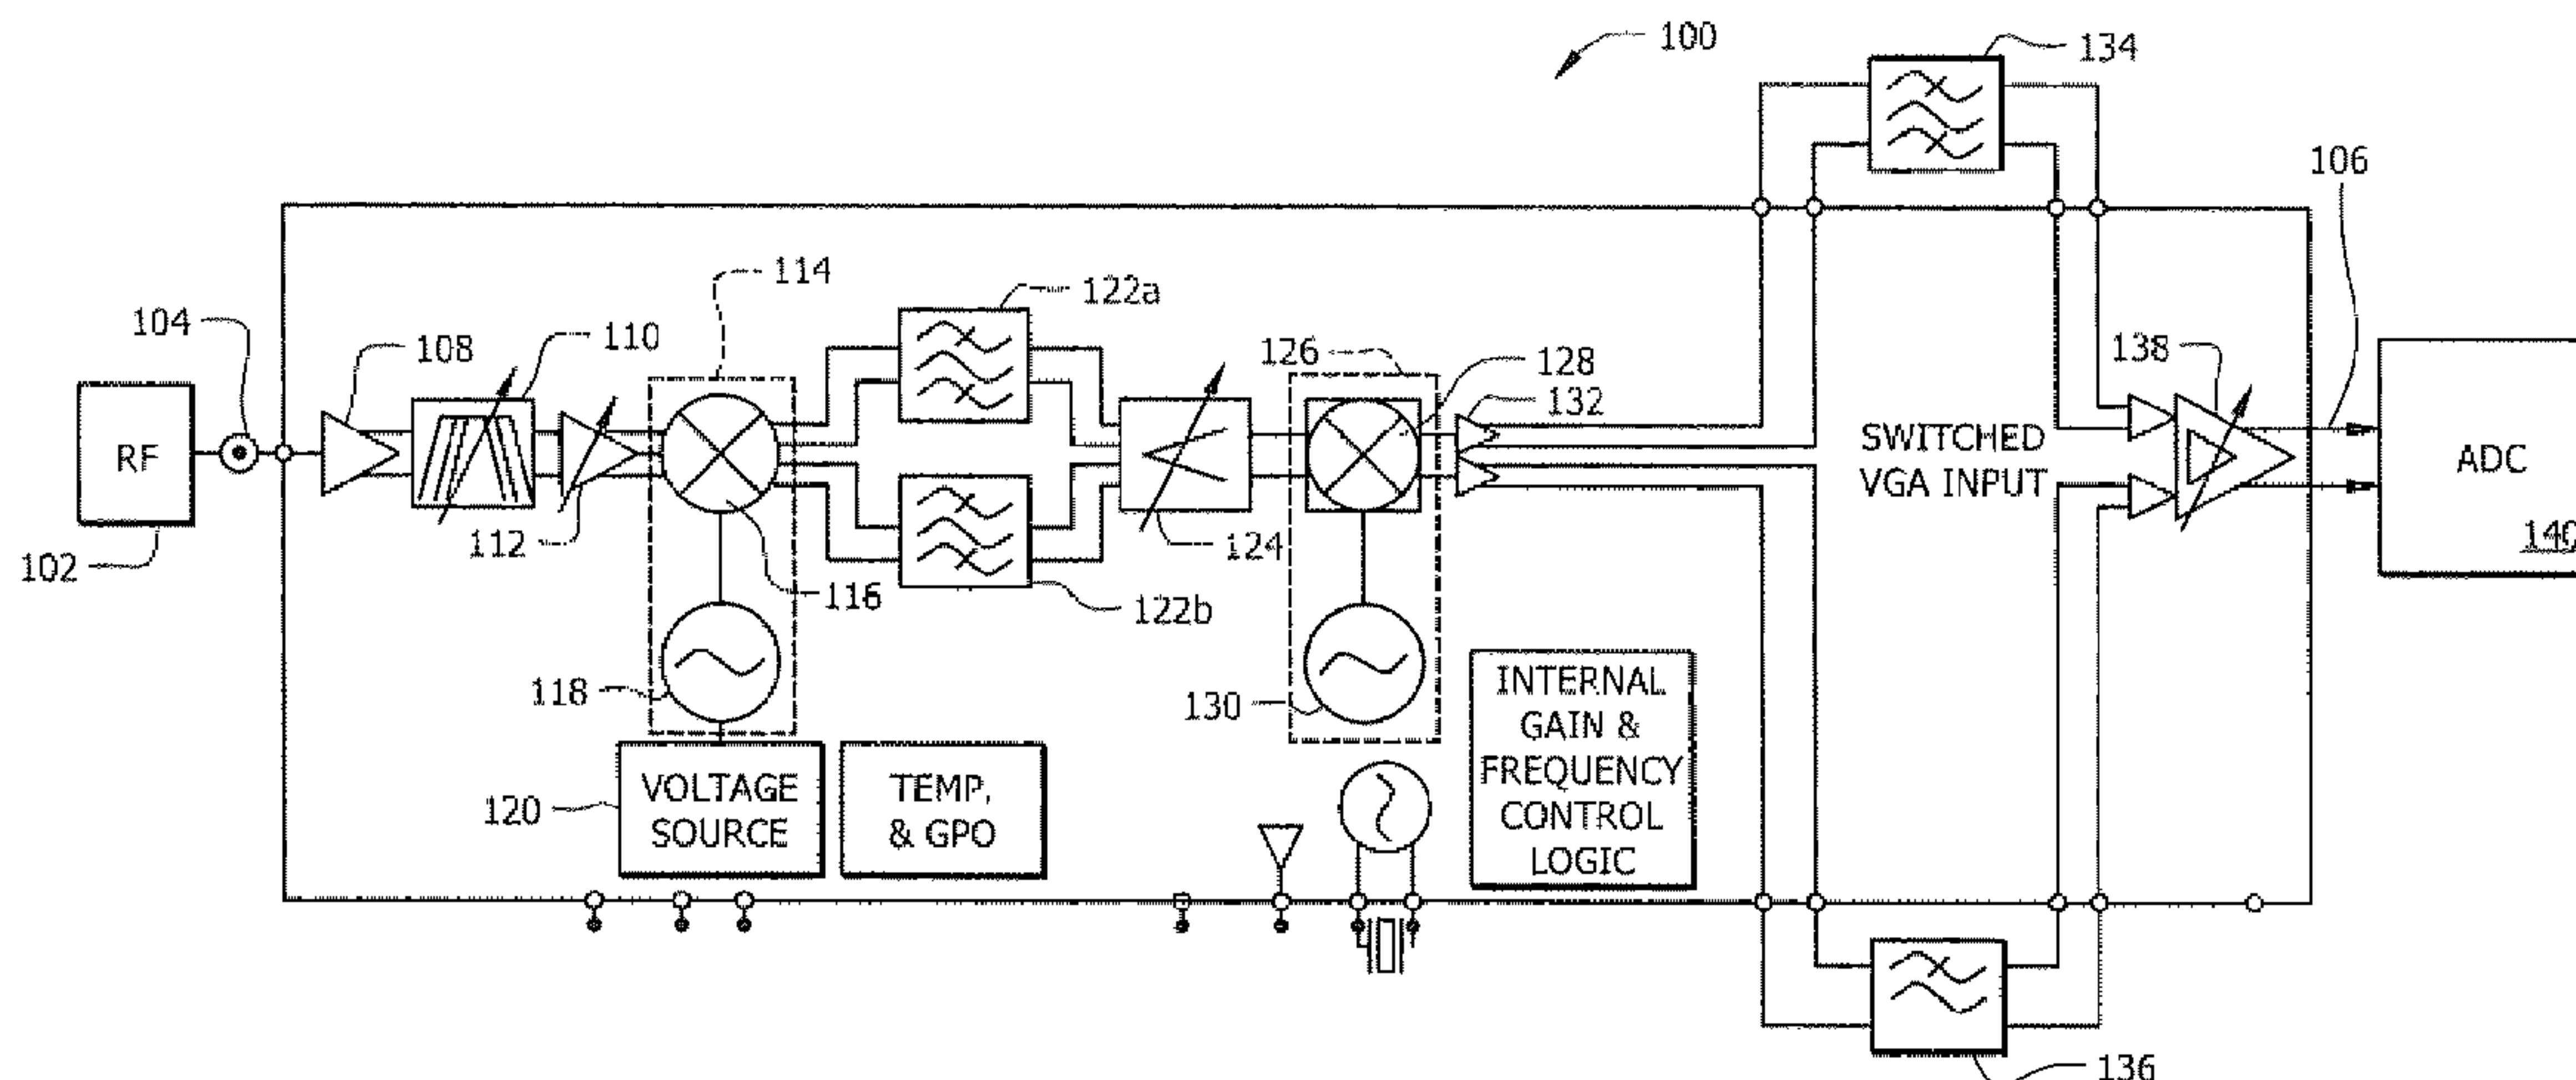 100
134
106
114
122a
104
110
108
126
128
138
132
RF
SWITCHED
VGA INPUT
ADC
112
124
140
102
116
122b
118
130
INTERNAL
GAIN &
FREQUENCY
CONTROL
LOGIC
120
VOLTAGE
SOURCE
TEMP,
& GPO
136